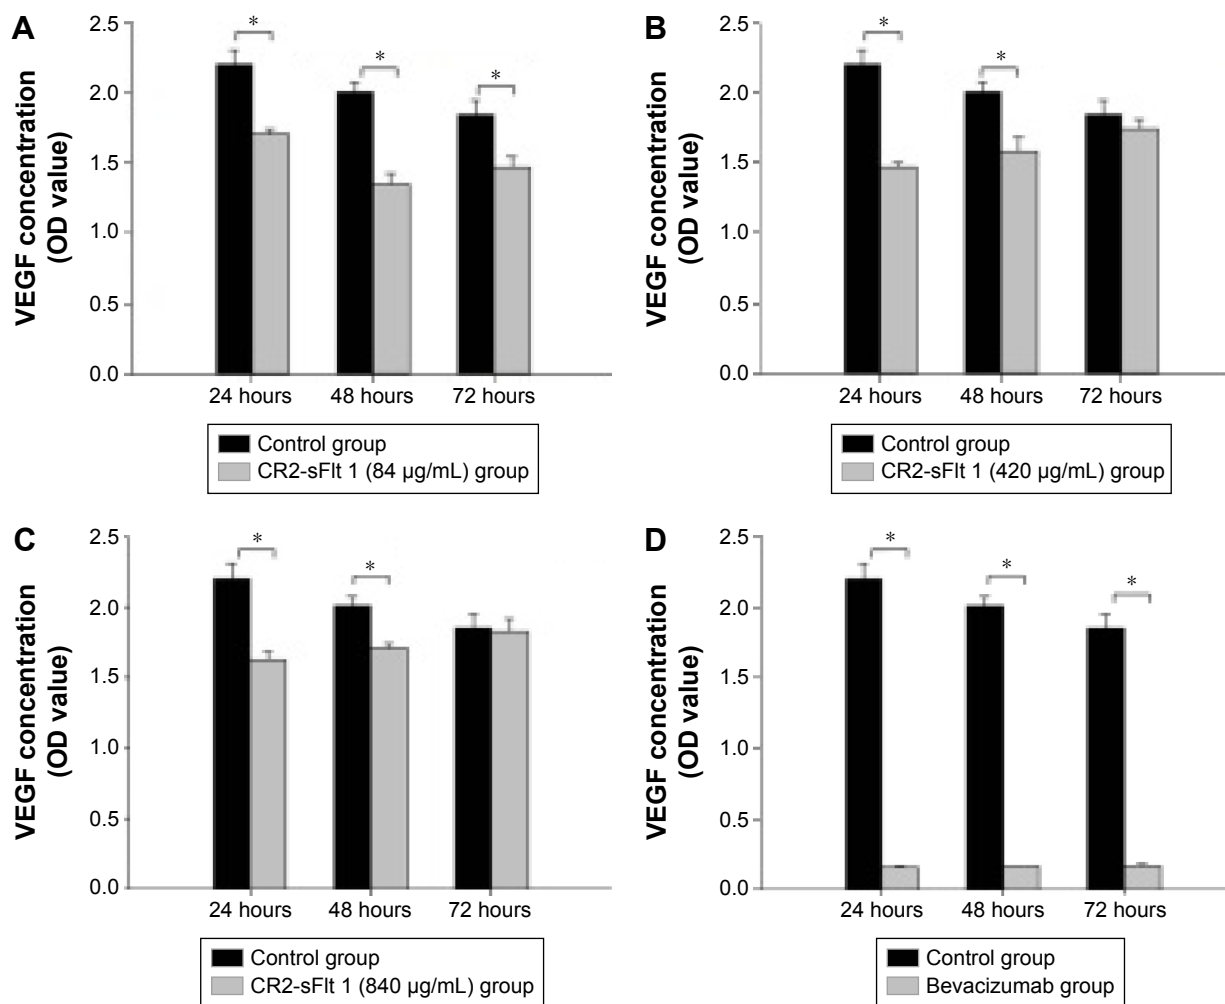 A
VEGF concentration
(OD value)
2.5
2.0
1.5
1.0
0.5
0.0
*
*
*
24 hours
48 hours
72 hours
Control group
CR2-sFlt 1 (84 µg/mL) group
B
VEGF concentration
(OD value)
2.5
2.0
1.5
1.0
0.5
0.0
*
*
24 hours
48 hours
72 hours
Control group
CR2-sFlt 1 (420 µg/mL) group
C
VEGF concentration
(OD value)
2.5
2.0
1.5
1.0
0.5
0.0
*
*
24 hours
48 hours
72 hours
Control group
CR2-sFlt 1 (840 µg/mL) group
D
VEGF concentration
(OD value)
2.5
2.0
1.5
1.0
0.5
0.0
*
*
*
24 hours
48 hours
72 hours
Control group
Bevacizumab group